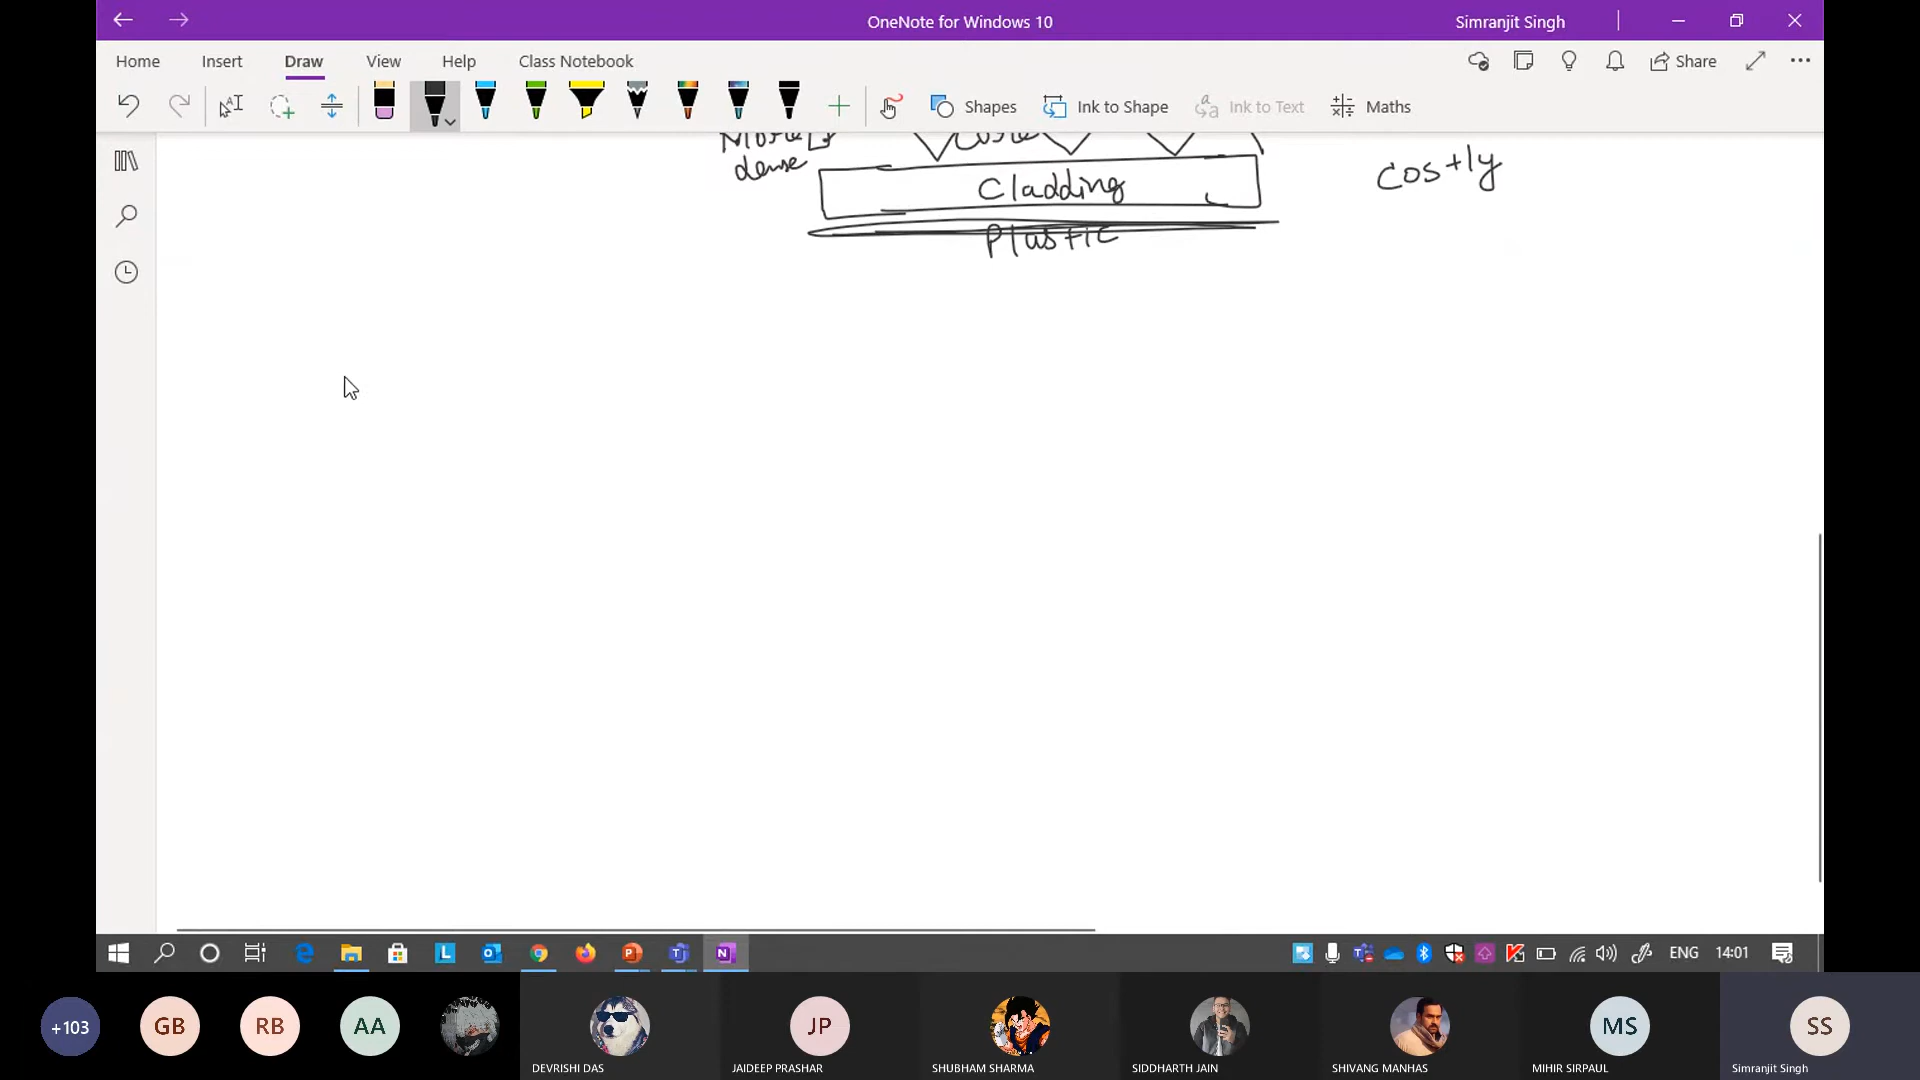 OneNote for Windows 10
Simranjit Singh
Home Insert Draw View Help Class Notebook
Share
Shapes Ink to Shape Ink to Text Maths
More
Core
dense
Cladding
costly
Plastic
ENG 14:01
+103 GB RB AA JP MS SS
DEVRISHI DAS JAIDEEP PRASHAR SHUBHAM SHARMA SIDDHARTH JAIN SHIVANG MANHAS MIHIR SIRPAUL Simranjit Singh